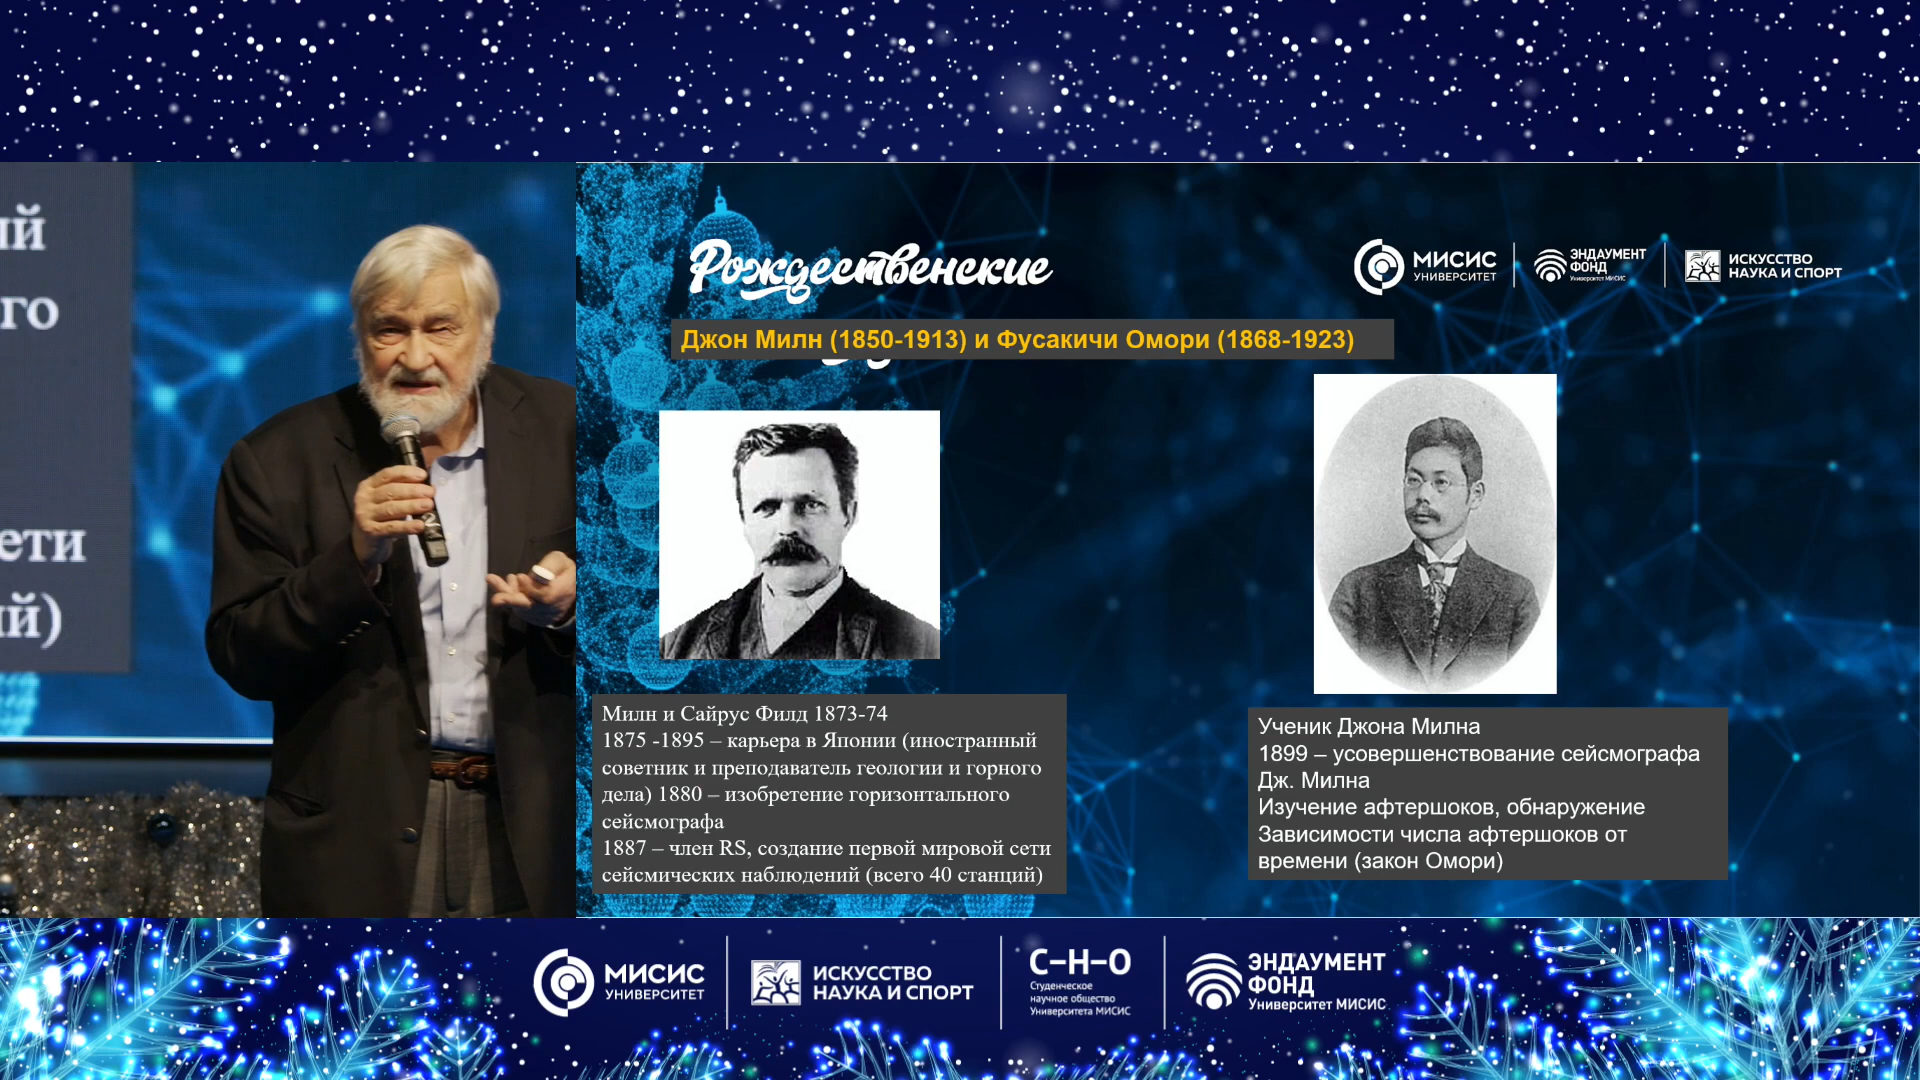 ый
го
ети
ий)
Рождественские
МИСИС
УНИВЕРСИТЕТ
ЭНДАУМЕНТ
ФОНД
Университет МИСИС
ИСКУССТВО
НАУКА И СПОРТ
Джон Милн (1850-1913) и Фусакичи Омори (1868-1923)
Милн и Сайрус Филд 1873-74
1875 -1895 – карьера в Японии (иностранный
советник и преподаватель геологии и горного
дела) 1880 – изобретение горизонтального
сейсмографа
1887 – член RS, создание первой мировой сети
сейсмических наблюдений (всего 40 станций)
Ученик Джона Милна
1899 – усовершенствование сейсмографа
Дж. Милна
Изучение афтершоков, обнаружение
Зависимости числа афтершоков от
времени (закон Омори)
МИСИС
УНИВЕРСИТЕТ
ИСКУССТВО
НАУКА И СПОРТ
С–Н–О
Студенческое
научное общество
Университета МИСИС
ЭНДАУМЕНТ
ФОНД
Университет МИСИС